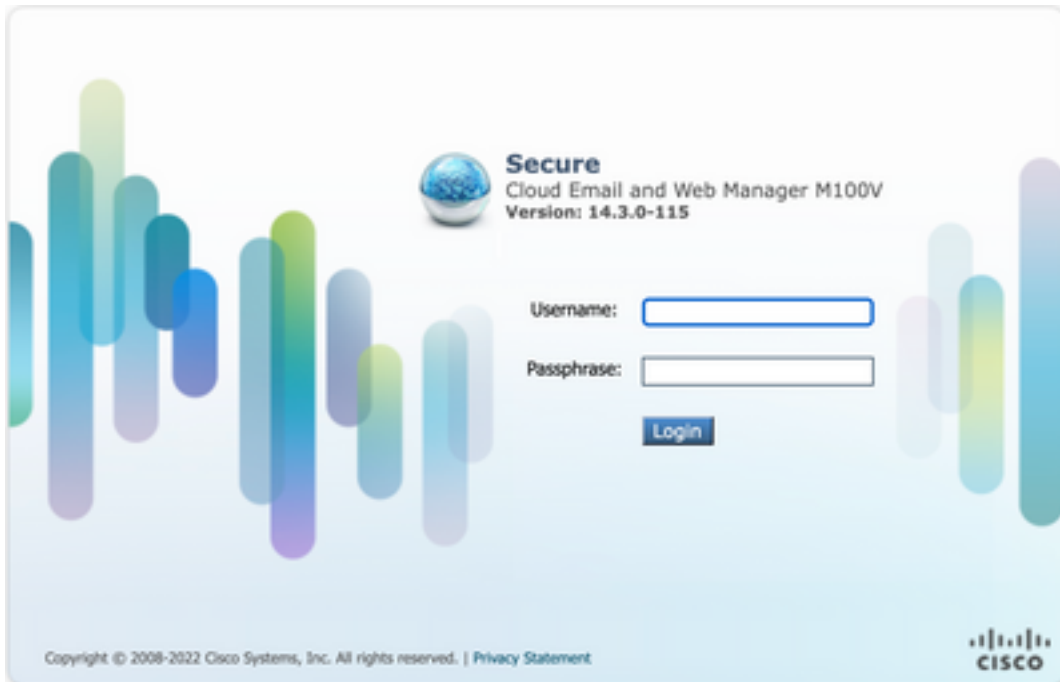 Secure
Cloud Email and Web Manager M100V
Version: 14.3.0-115
Username:
Passphrase:
Login
Copyright © 2008-2022 Cisco Systems, Inc. All rights reserved. | Privacy Statement
CISCO